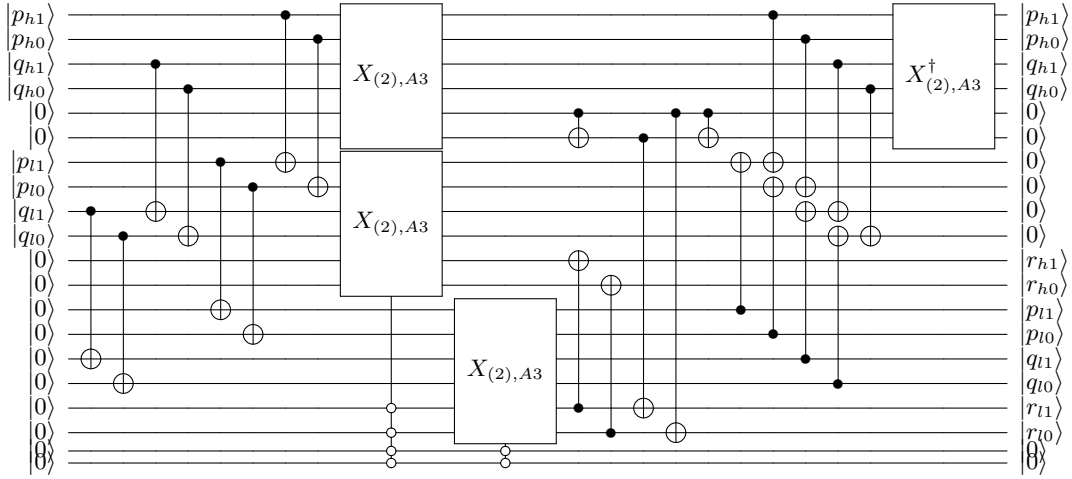 |p_{h1}⟩ |p_{h1}⟩
|p_{h0}⟩ |p_{h0}⟩
|q_{h1}⟩ X_{(2),A3} X^†_{(2),A3} |q_{h1}⟩
|q_{h0}⟩ |q_{h0}⟩
|0⟩ |0⟩
|0⟩ |0⟩
|p_{l1}⟩ |0⟩
|p_{l0}⟩ |0⟩
|q_{l1}⟩ X_{(2),A3} |0⟩
|q_{l0}⟩ |0⟩
|0⟩ |r_{h1}⟩
|0⟩ |r_{h0}⟩
|0⟩ |p_{l1}⟩
|0⟩ |p_{l0}⟩
|0⟩ X_{(2),A3} |q_{l1}⟩
|0⟩ |q_{l0}⟩
|0⟩ |r_{l1}⟩
|0⟩ |r_{l0}⟩
|0⟩ |0⟩
|0⟩ |0⟩